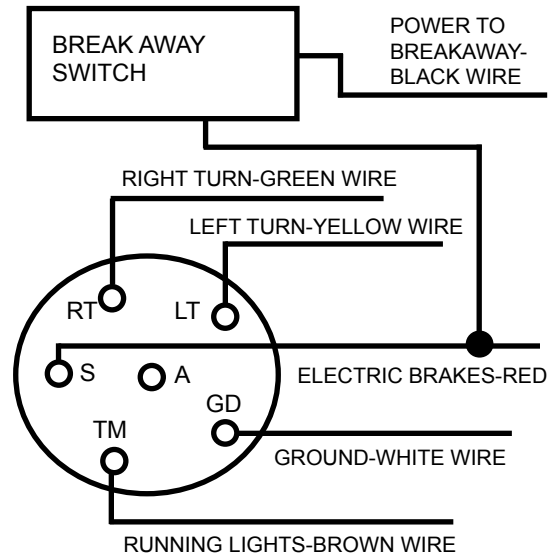 BREAK AWAY
SWITCH
POWER TO
BREAKAWAY-
BLACK WIRE
RIGHT TURN-GREEN WIRE
LEFT TURN-YELLOW WIRE
RT
LT
S
A
ELECTRIC BRAKES-RED
GD
TM
GROUND-WHITE WIRE
RUNNING LIGHTS-BROWN WIRE